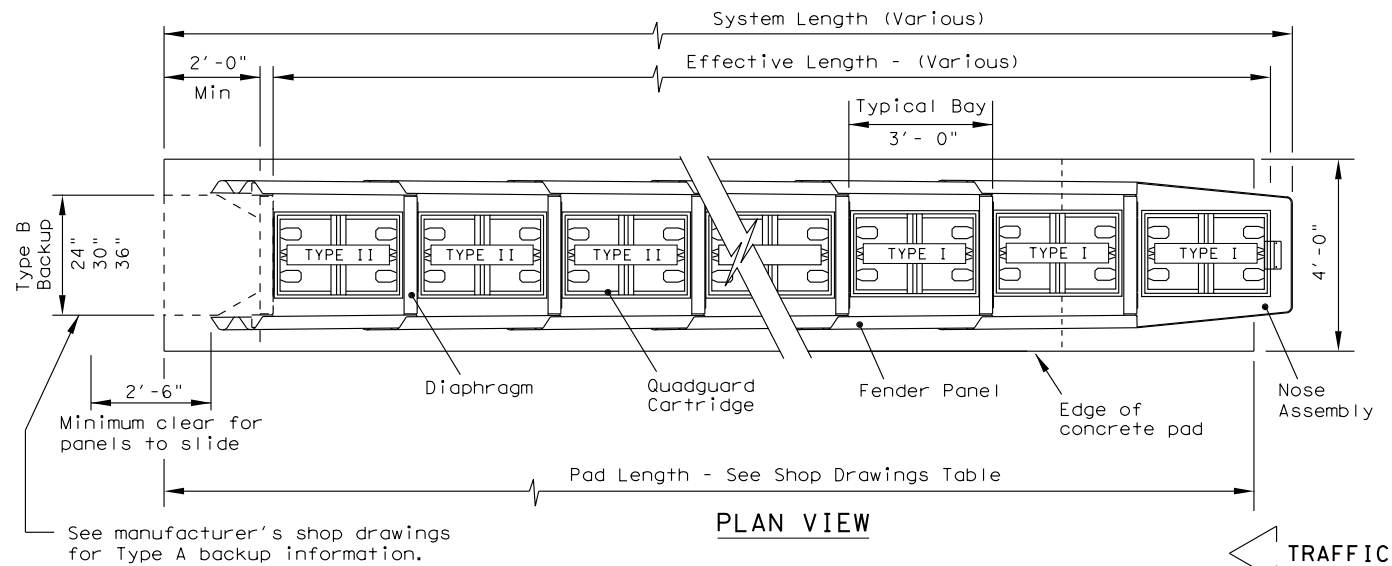 System Length (Various)
2'-0"
Min
Effective Length - (Various)
Typical Bay
3'- 0"
Type B
Backup
24"
30"
36"
TYPE II
TYPE II
TYPE II
TYPE I
TYPE I
TYPE I
4'-0"
2'-6"
Minimum clear for
panels to slide
Diaphragm
Quadguard
Cartridge
Fender Panel
Edge of
concrete pad
Nose
Assembly
Pad Length - See Shop Drawings Table
See manufacturer's shop drawings
for Type A backup information.
PLAN VIEW
TRAFFIC